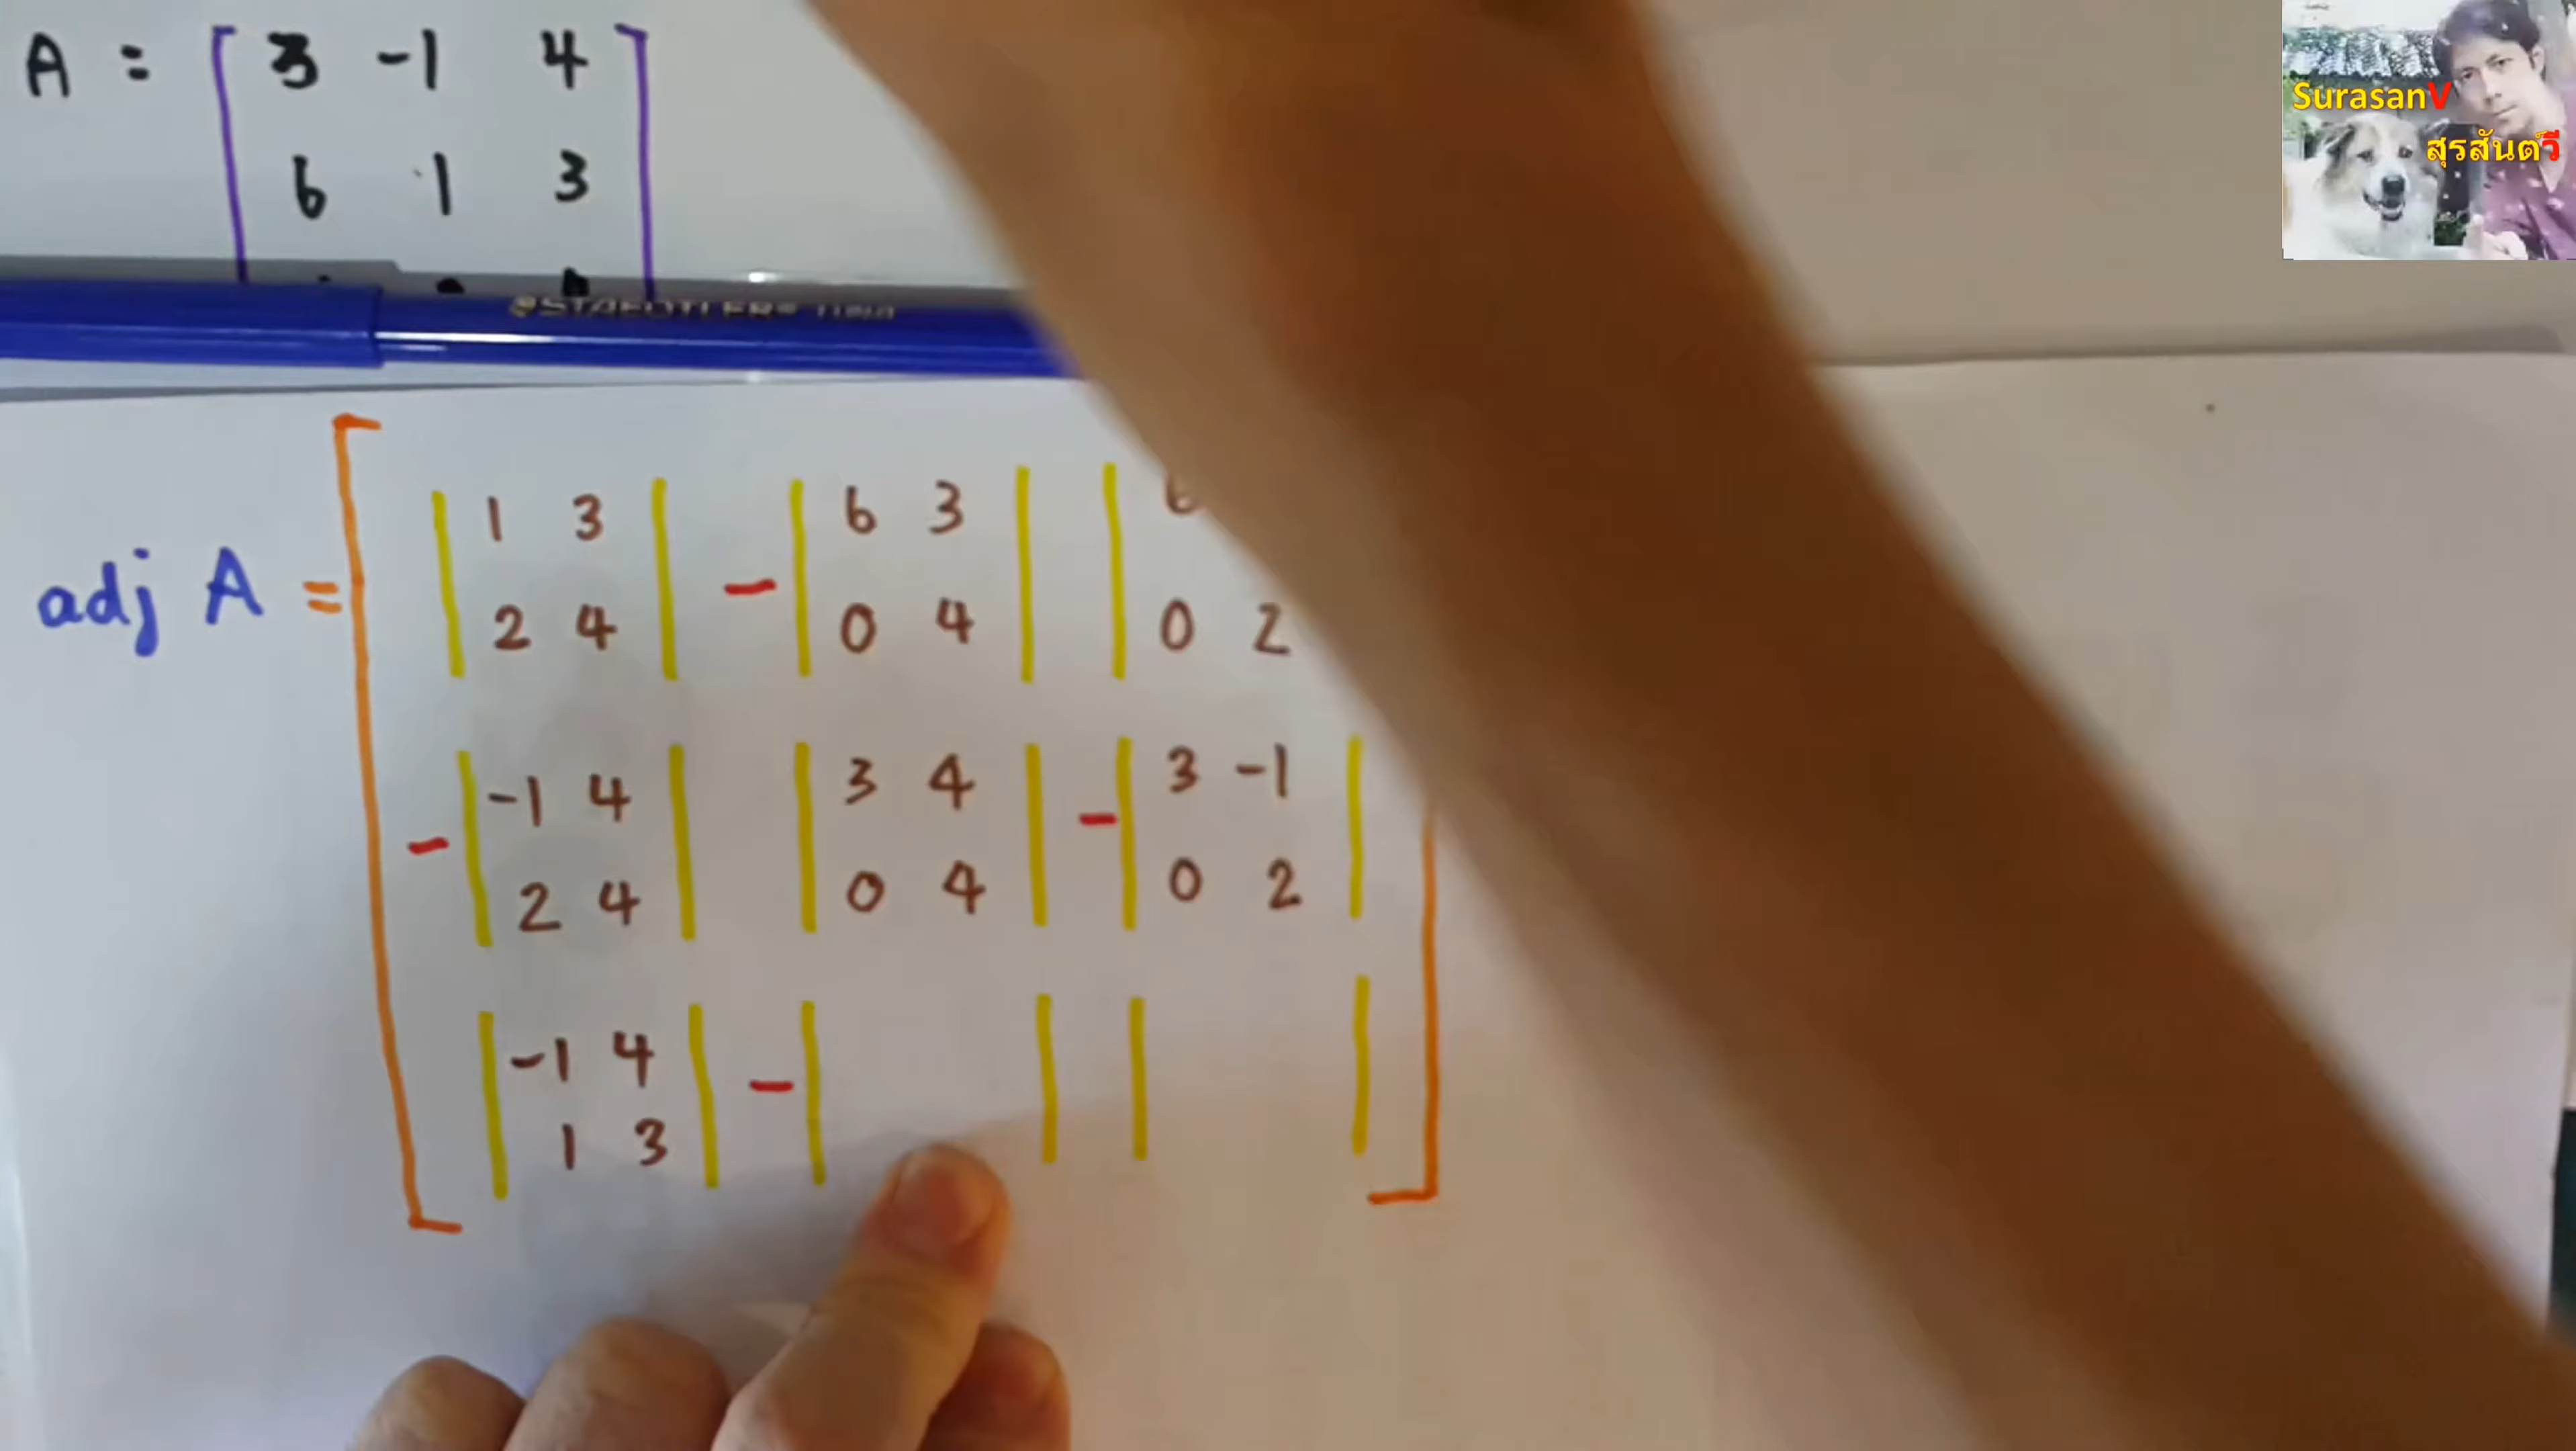 A = [ 3 -1 4
6 1 3 ]
SurasanV
สุรสันต์วี
STAEDTLER
adj A = [ | 1 3 | - | 6 3 | |
2 4 0 4 0 2
- | -1 4 | | 3 4 | - | 3 -1 |
2 4 0 4 0 2
| -1 4 | - | | | |
1 3 ]